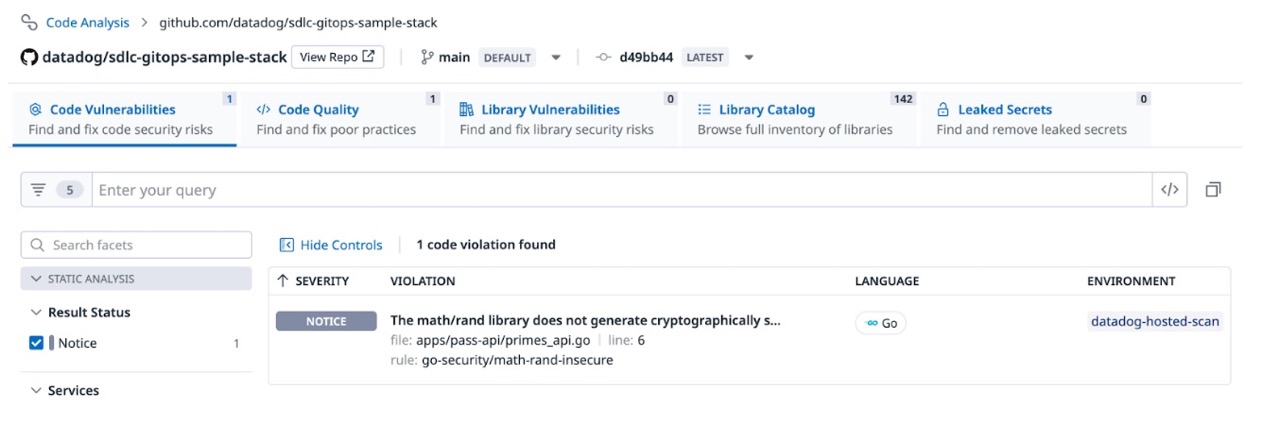 Code Analysis > github.com/datadog/sdlc-gitops-sample-stack
datadog/sdlc-gitops-sample-stack View Repo main DEFAULT d49bb44 LATEST
Code Vulnerabilities 1 Code Quality 1 Library Vulnerabilities 0 Library Catalog 142 Leaked Secrets 0
Find and fix code security risks Find and fix poor practices Find and fix library security risks Browse full inventory of libraries Find and remove leaked secrets
5 Enter your query </>
Search facets Hide Controls 1 code violation found
STATIC ANALYSIS SEVERITY VIOLATION LANGUAGE ENVIRONMENT
Result Status NOTICE The math/rand library does not generate cryptographically s... Go datadog-hosted-scan
Notice 1 file: apps/pass-api/primes_api.go line: 6
rule: go-security/math-rand-insecure
Services